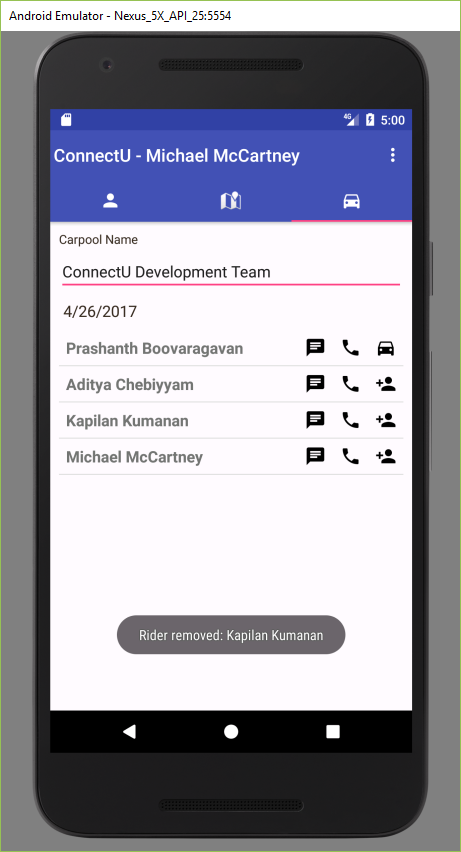 Android Emulator - Nexus_5X_API_25:5554
4G 5:00
ConnectU - Michael McCartney
Carpool Name
ConnectU Development Team
4/26/2017
Prashanth Boovaragavan
Aditya Chebiyyam
Kapilan Kumanan
Michael McCartney
Rider removed: Kapilan Kumanan